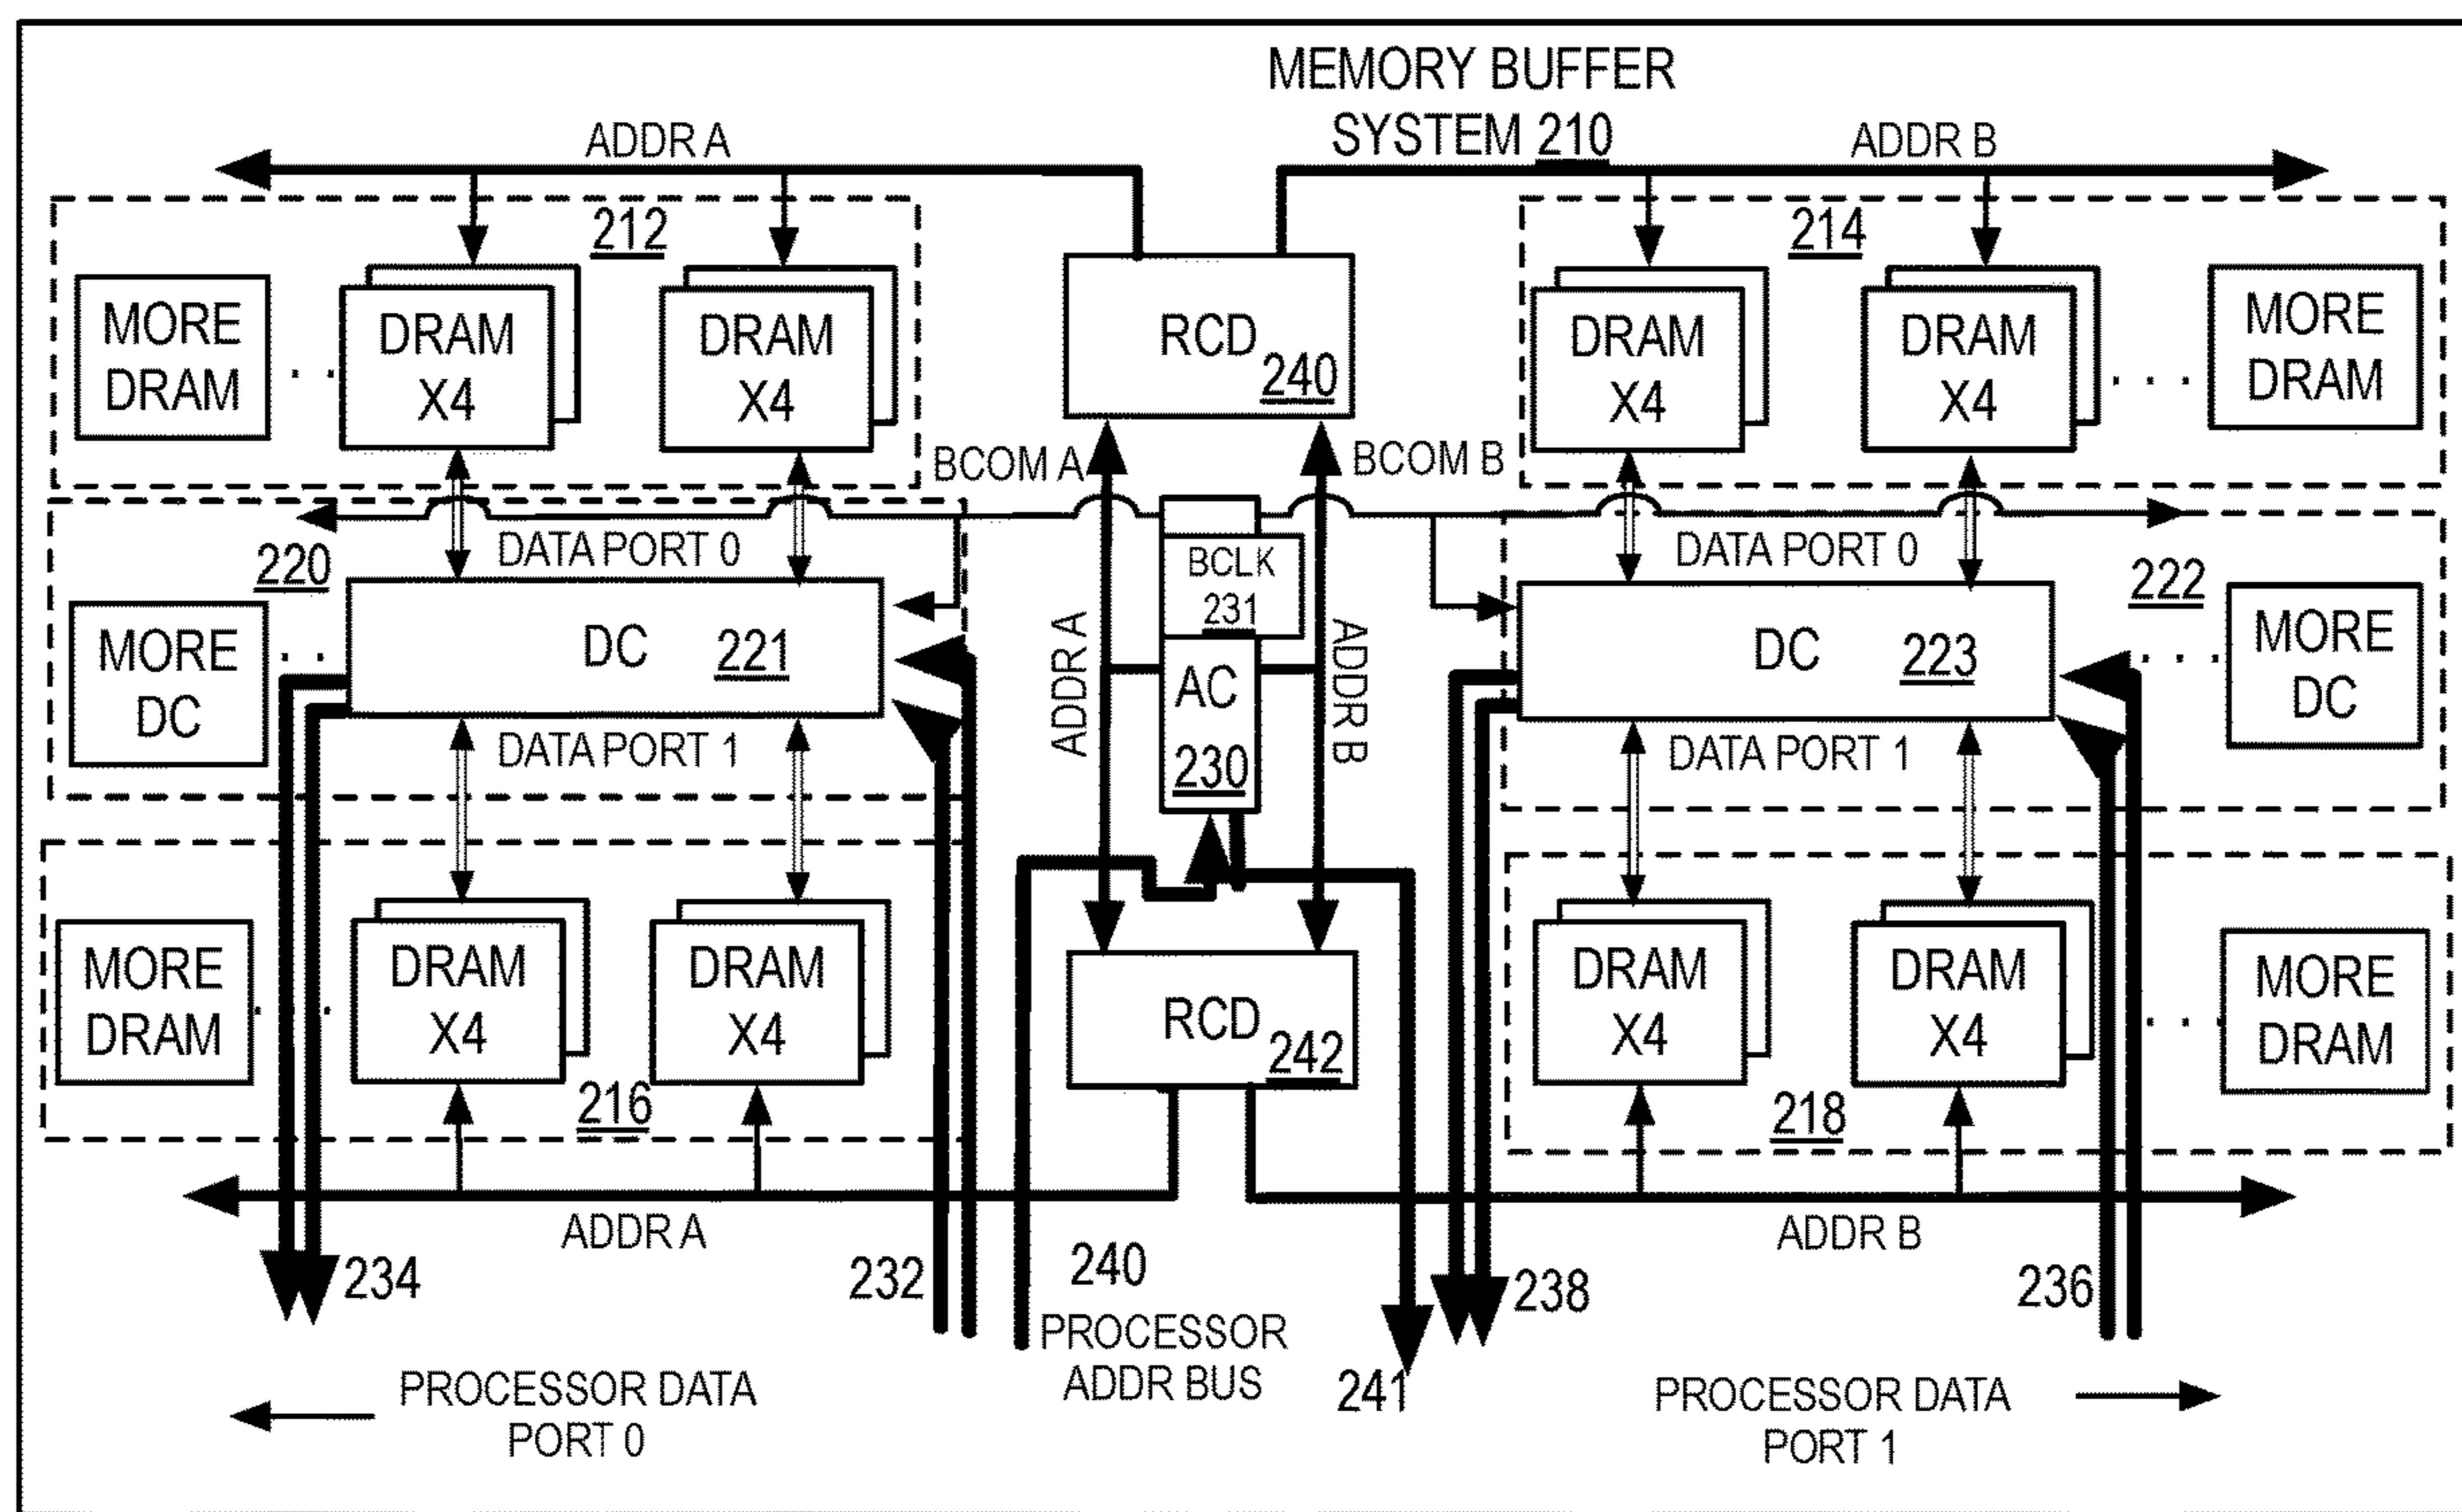 MEMORY BUFFER
SYSTEM 210
ADDR A
ADDR B
212
214
MORE
DRAM
. .
DRAM
X4
DRAM
X4
RCD
240
DRAM
X4
DRAM
X4
. . .
MORE
DRAM
BCOM A
BCOM B
220
DATA PORT 0
BCLK
231
DATA PORT 0
222
MORE
DC
. .
DC 221
ADDR A
AC
230
ADDR B
DC 223
. . .
MORE
DC
DATA PORT 1
DATA PORT 1
MORE
DRAM
. .
DRAM
X4
DRAM
X4
RCD
242
DRAM
X4
DRAM
X4
. . .
MORE
DRAM
216
218
ADDR A
ADDR B
234
232
240
PROCESSOR
ADDR BUS
241
238
236
PROCESSOR DATA
PORT 0
PROCESSOR DATA
PORT 1